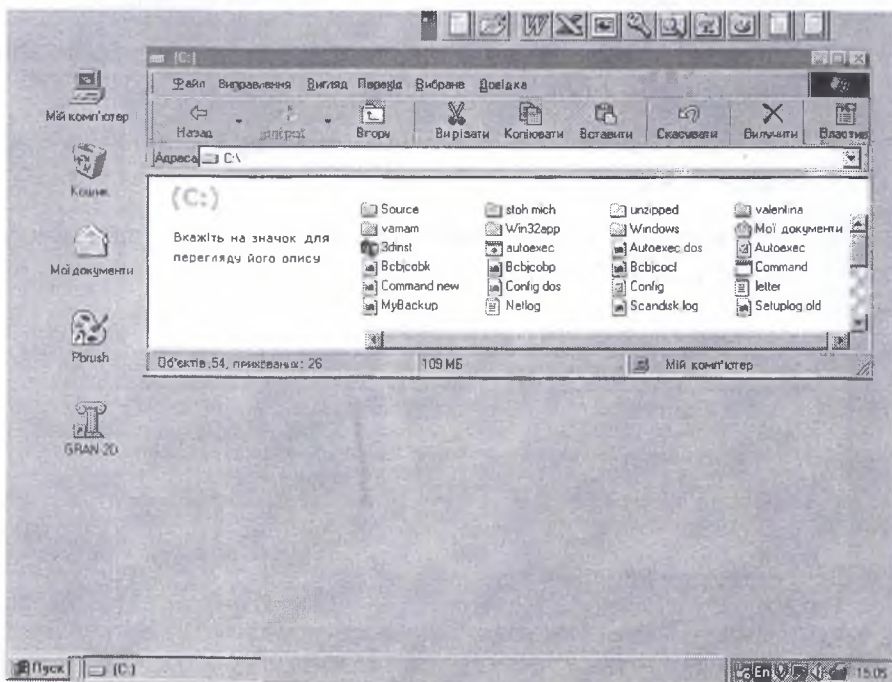 (C:)
Файл Виправлення Вигляд Перехід Вибране Довідка
Назад Вгору Вирізати Копіювати Вставити Скасувати Вилучити Властив
Адреса C:\
(C:)
Вкажіть на значок для
перегляду його опису
Source stoh mich unzipped valentina
vamam Win32app Windows Мої документи
3dinst autoexec Autoexec.dos Autoexec
Bcbjcobk Bcbjcobp Bcbjcocl Command
Command new Config dos Config letter
MyBackup Netlog Scandisk.log Setuplog.old
Об'єктів:54, прихованих: 26 109 МБ Мій комп'ютер
Мій комп'ютер
Кошик
Мої документи
Pbrush
GRAN-2D
Пуск (C:) En 15:05